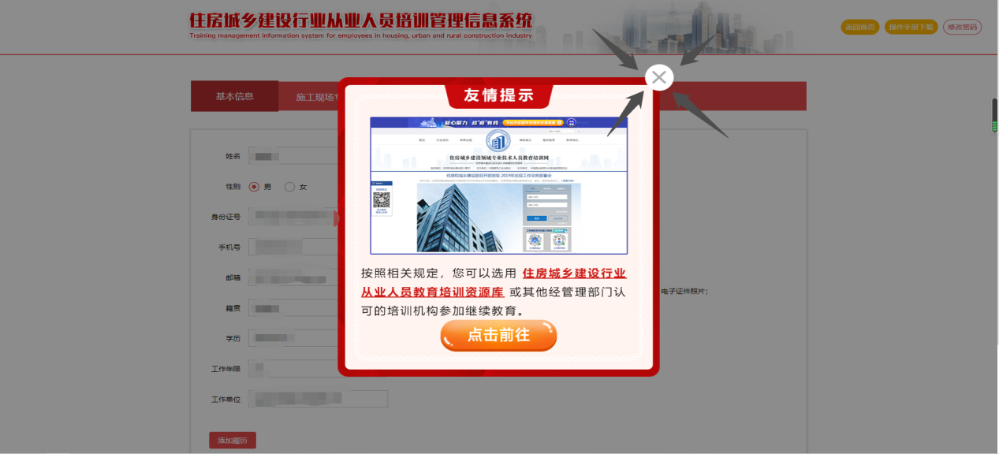 住房城乡建设行业从业人员培训管理信息系统
Training management information system for employees in housing, urban and rural construction industry
返回首页 操作手册下载 修改密码
基本信息 施工现场专
友情提示
住房城乡建设领域专业技术人员教育培训网
姓名
性别 男 女
身份证号
手机号
邮箱
籍贯
学历
工作年限
工作单位
添加履历
按照相关规定，您可以选用 住房城乡建设行业
从业人员教育培训资源库 或其他经管理部门认
可的培训机构参加继续教育。
点击前往
电子证件照片；